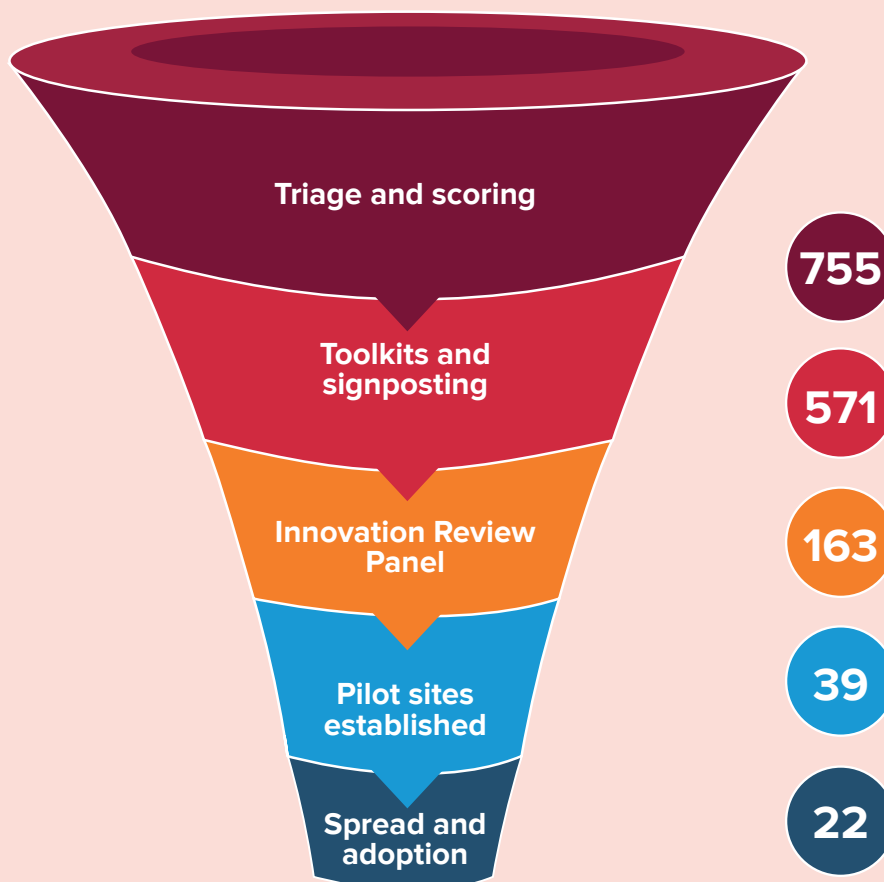 Triage and scoring
755
Toolkits and
signposting
571
Innovation Review
Panel
163
Pilot sites
established
39
Spread and
adoption
22